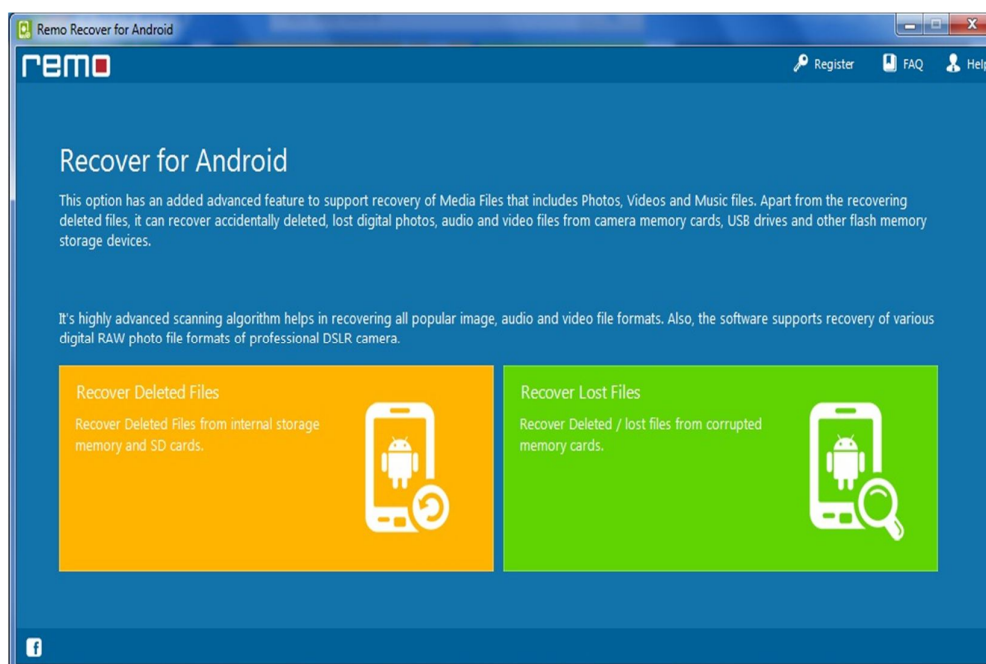 Remo Recover for Android
remo
Register
FAQ
Help
Recover for Android
This option has an added advanced feature to support recovery of Media Files that includes Photos, Videos and Music files. Apart from the recovering
deleted files, it can recover accidentally deleted, lost digital photos, audio and video files from camera memory cards, USB drives and other flash memory
storage devices.
It's highly advanced scanning algorithm helps in recovering all popular image, audio and video file formats. Also, the software supports recovery of various
digital RAW photo file formats of professional DSLR camera.
Recover Deleted Files
Recover Deleted Files from internal storage
memory and SD cards.
Recover Lost Files
Recover Deleted / lost files from corrupted
memory cards.
f